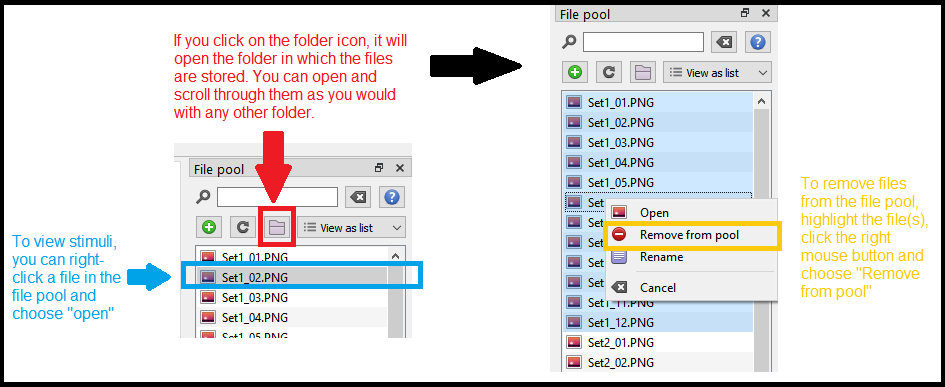 If you click on the folder icon, it will
open the folder in which the files
are stored. You can open and
scroll through them as you would
with any other folder.
To view stimuli,
you can right-
click a file in the
file pool and
choose "open"
File pool
View as list
Set1_01.PNG
Set1_02.PNG
Set1_03.PNG
Set1_04.PNG
Set1_05.PNG
File pool
View as list
Set1_01.PNG
Set1_02.PNG
Set1_03.PNG
Set1_04.PNG
Set1_05.PNG
Set
Set
Set
Set
Set
Set1_11.PNG
Set1_12.PNG
Set2_01.PNG
Set2_02.PNG
Open
Remove from pool
Rename
Cancel
To remove files
from the file pool,
highlight the file(s),
click the right
mouse button and
choose "Remove
from pool"